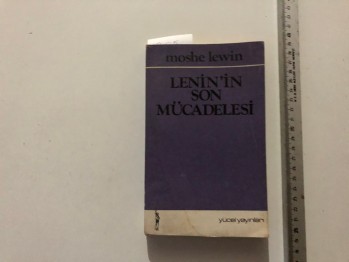 moshe lewin
LENİN'İN
SON
MÜCADELESİ
yücel yayınları